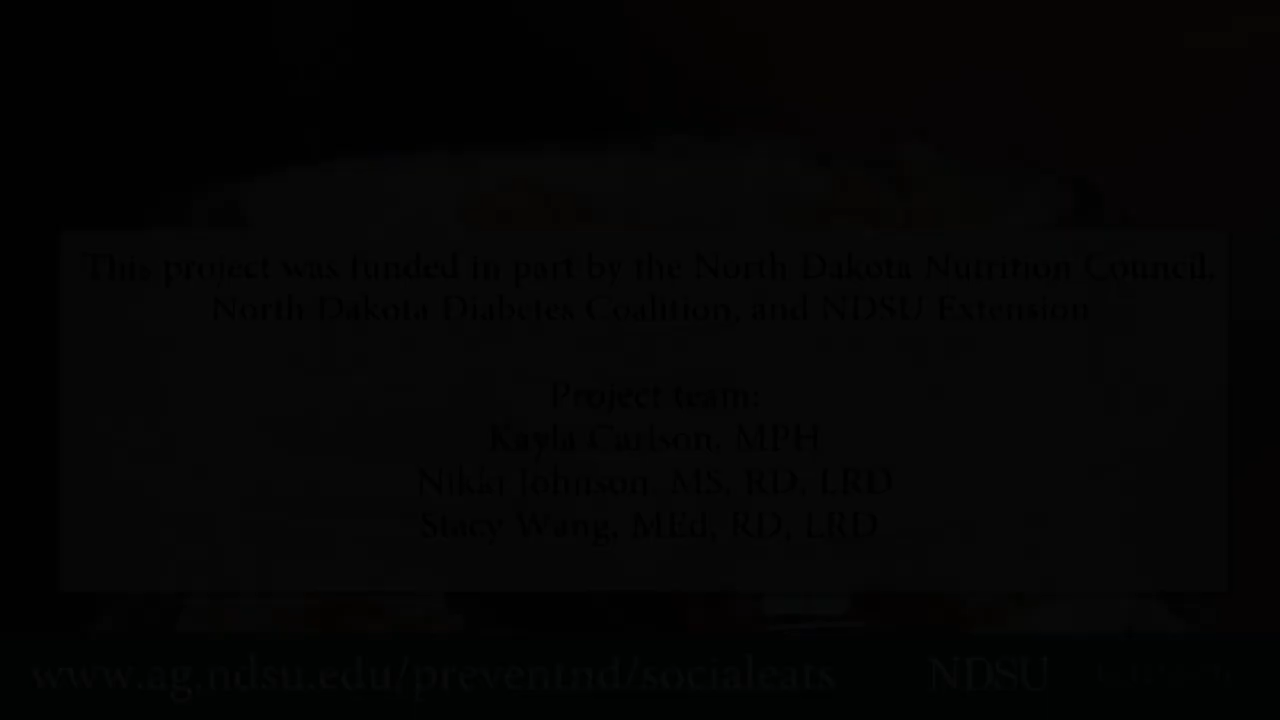 This project was funded in part by the North Dakota Nutrition Council,
North Dakota Diabetes Coalition, and NDSU Extension
Project team:
Kayla Carlson, MPH
Nikki Johnson, MS, RD, LRD
Stacy Wang, MEd, RD, LRD
www.ag.ndsu.edu/preventnd/socialeats
NDSU